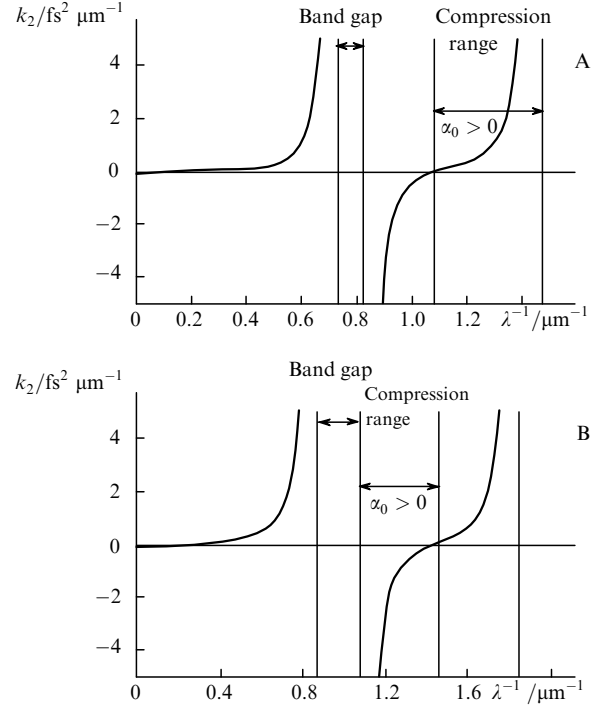 k₂/fs² μm⁻¹
Band gap
Compression
range
A
4
2
α₀ > 0
0
−2
−4
0 0.2 0.4 0.6 0.8 1.0 1.2 λ⁻¹/μm⁻¹
k₂/fs² μm⁻¹
Band gap
Compression
range
B
4
2
α₀ > 0
0
−2
−4
0 0.4 0.8 1.2 1.6 λ⁻¹/μm⁻¹